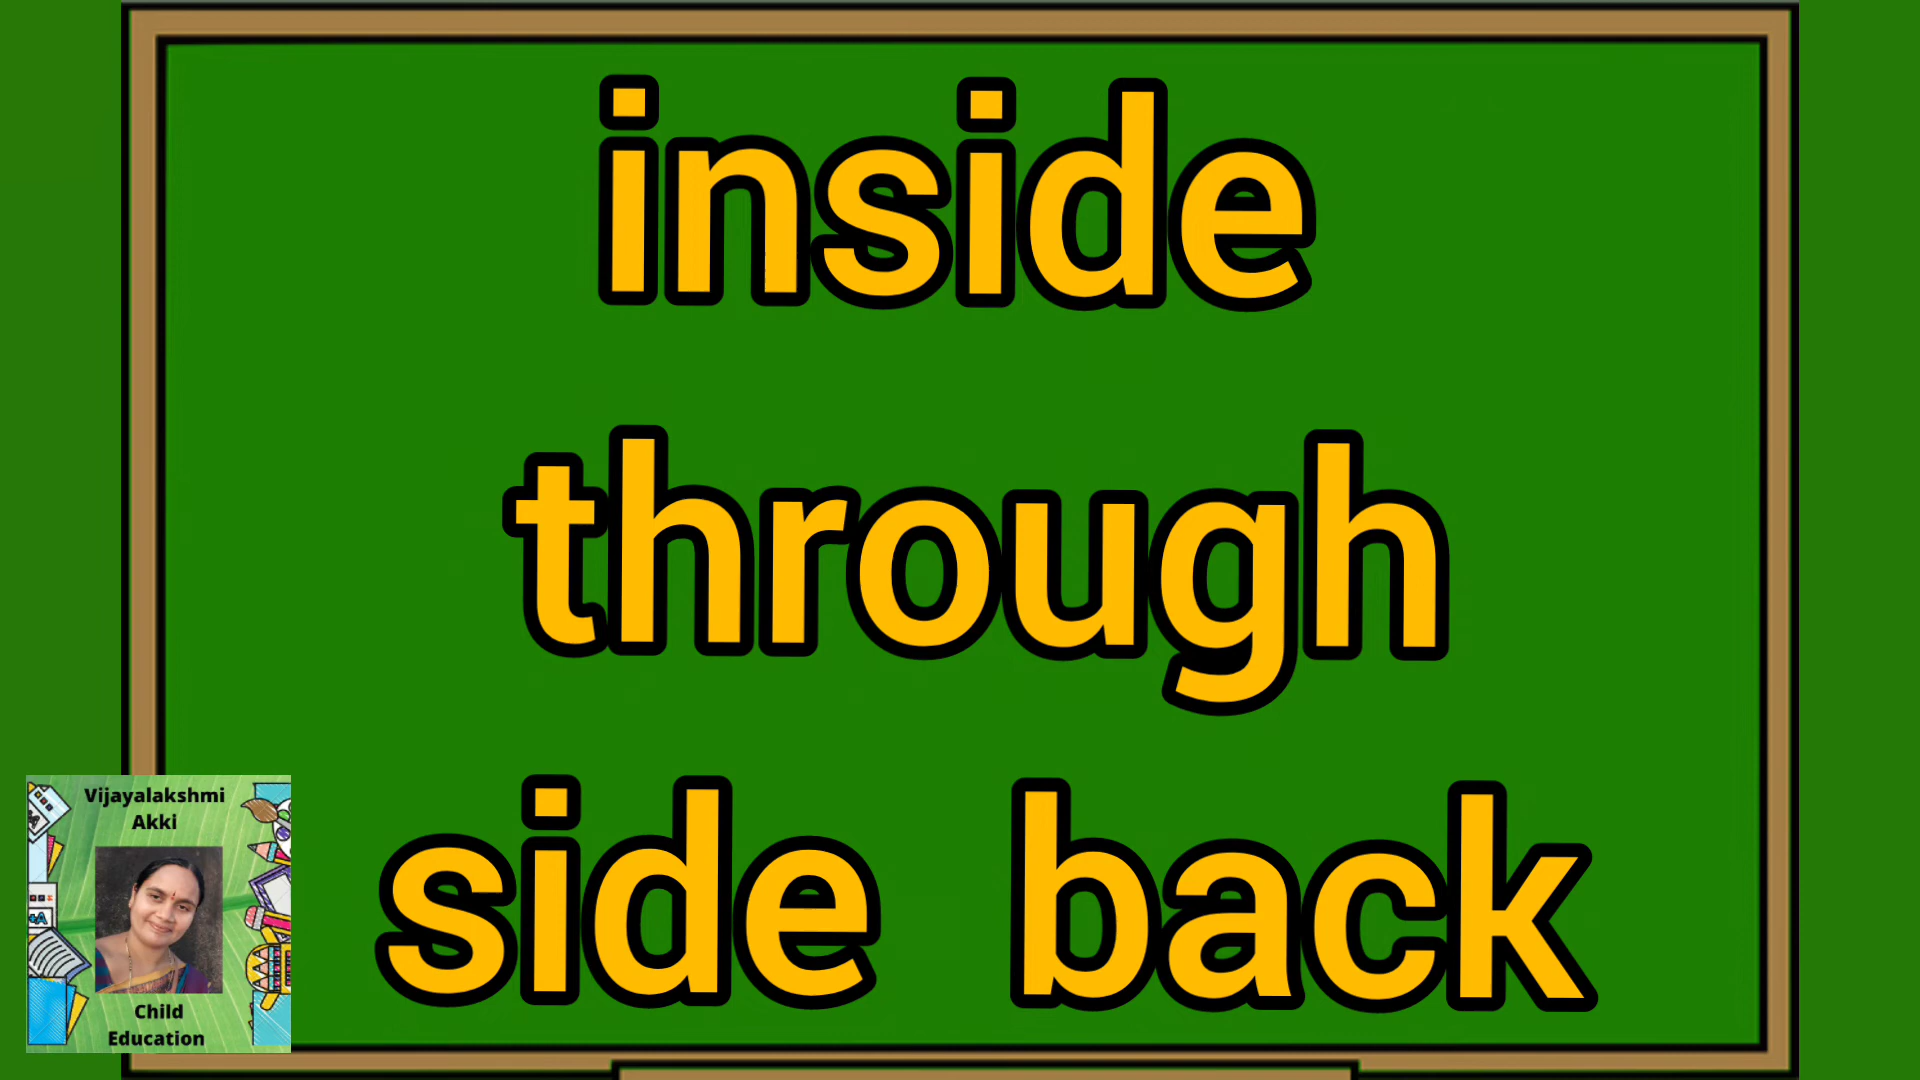 inside
through
side back
Vijayalakshmi
Akki
Child
Education